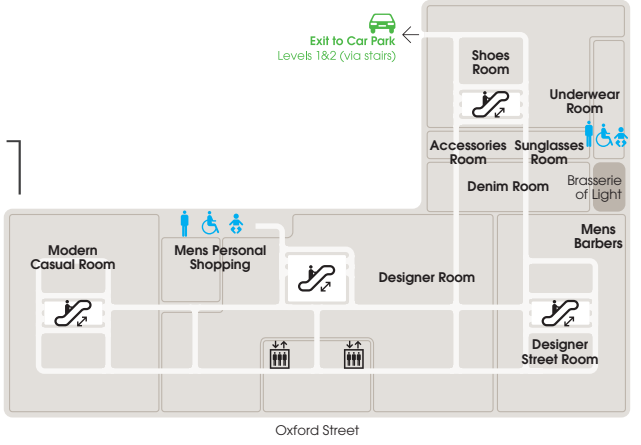 Exit to Car Park
Levels 1&2 (via stairs)
Shoes
Room
Underwear
Room
Accessories
Room
Sunglasses
Room
Denim Room
Brasserie
of Light
Mens
Barbers
Modern
Casual Room
Mens Personal
Shopping
Designer Room
Designer
Street Room
Oxford Street